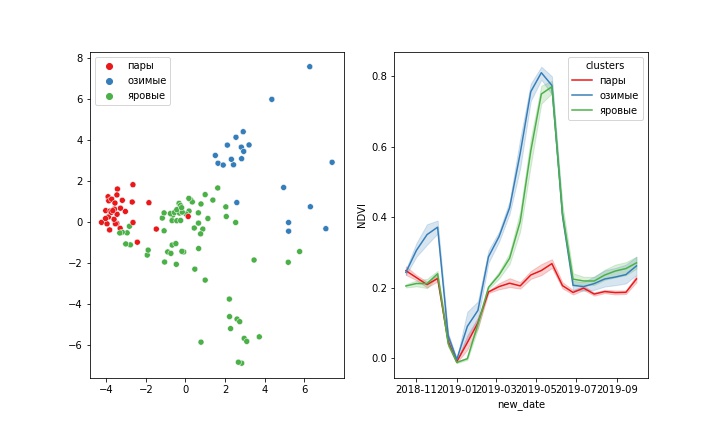 пары
озимые
яровые
8
6
4
2
0
−2
−4
−6
−4
−2
0
2
4
6
clusters
пары
озимые
яровые
NDVI
0.8
0.6
0.4
0.2
0.0
2018-11
2019-01
2019-03
2019-05
2019-07
2019-09
new_date